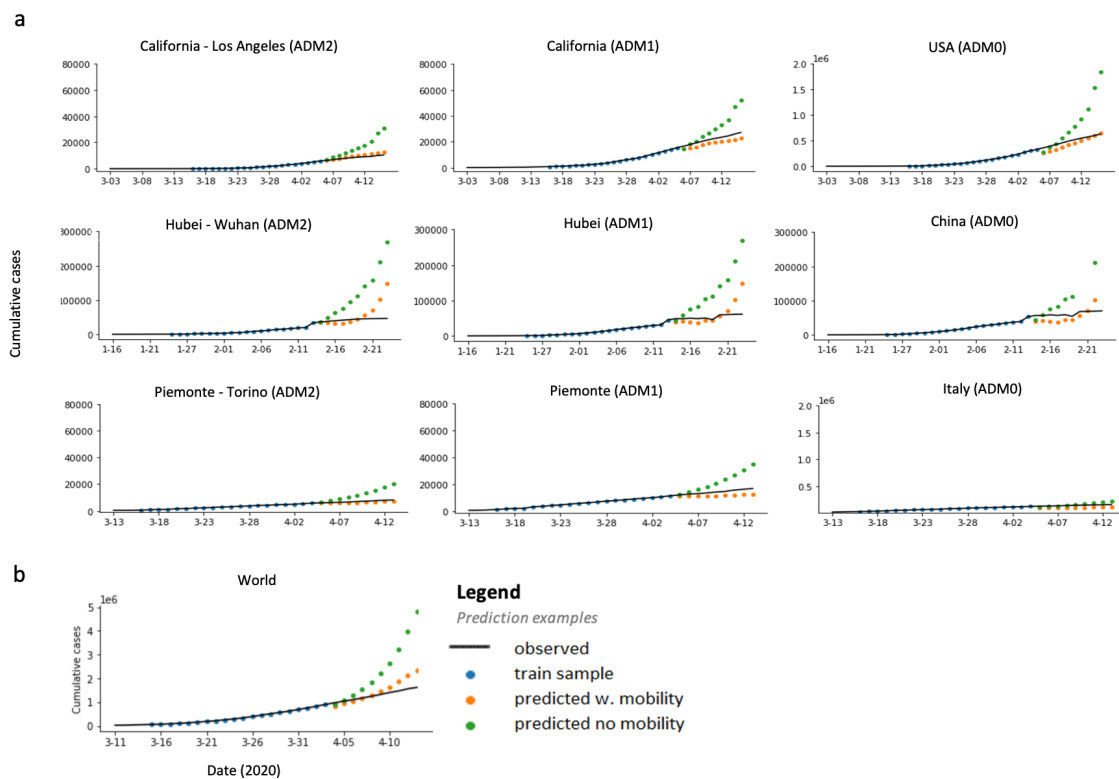 a
California - Los Angeles (ADM2)
80000
60000
40000
20000
0
3-03 3-08 3-13 3-18 3-23 3-28 4-02 4-07 4-12
California (ADM1)
80000
60000
40000
20000
0
3-03 3-08 3-13 3-18 3-23 3-28 4-02 4-07 4-12
USA (ADM0)
1e6
2.0
1.5
1.0
0.5
0
3-03 3-08 3-13 3-18 3-23 3-28 4-02 4-07 4-12
Cumulative cases
Hubei - Wuhan (ADM2)
300000
200000
100000
0
1-16 1-21 1-27 2-01 2-06 2-11 2-16 2-21
Hubei (ADM1)
300000
200000
100000
0
1-16 1-21 1-27 2-01 2-06 2-11 2-16 2-21
China (ADM0)
300000
200000
100000
0
1-16 1-21 1-27 2-01 2-06 2-11 2-16 2-21
Piemonte - Torino (ADM2)
80000
60000
40000
20000
0
3-13 3-18 3-23 3-28 4-02 4-07 4-12
Piemonte (ADM1)
80000
60000
40000
20000
0
3-13 3-18 3-23 3-28 4-02 4-07 4-12
Italy (ADM0)
1e6
2.0
1.5
1.0
0.5
3-13 3-18 3-23 3-28 4-02 4-07 4-12
b
World
1e6
5
4
3
2
1
0
Cumulative cases
3-11 3-16 3-21 3-26 3-31 4-05 4-10
Date (2020)
Legend
Prediction examples
observed
train sample
predicted w. mobility
predicted no mobility